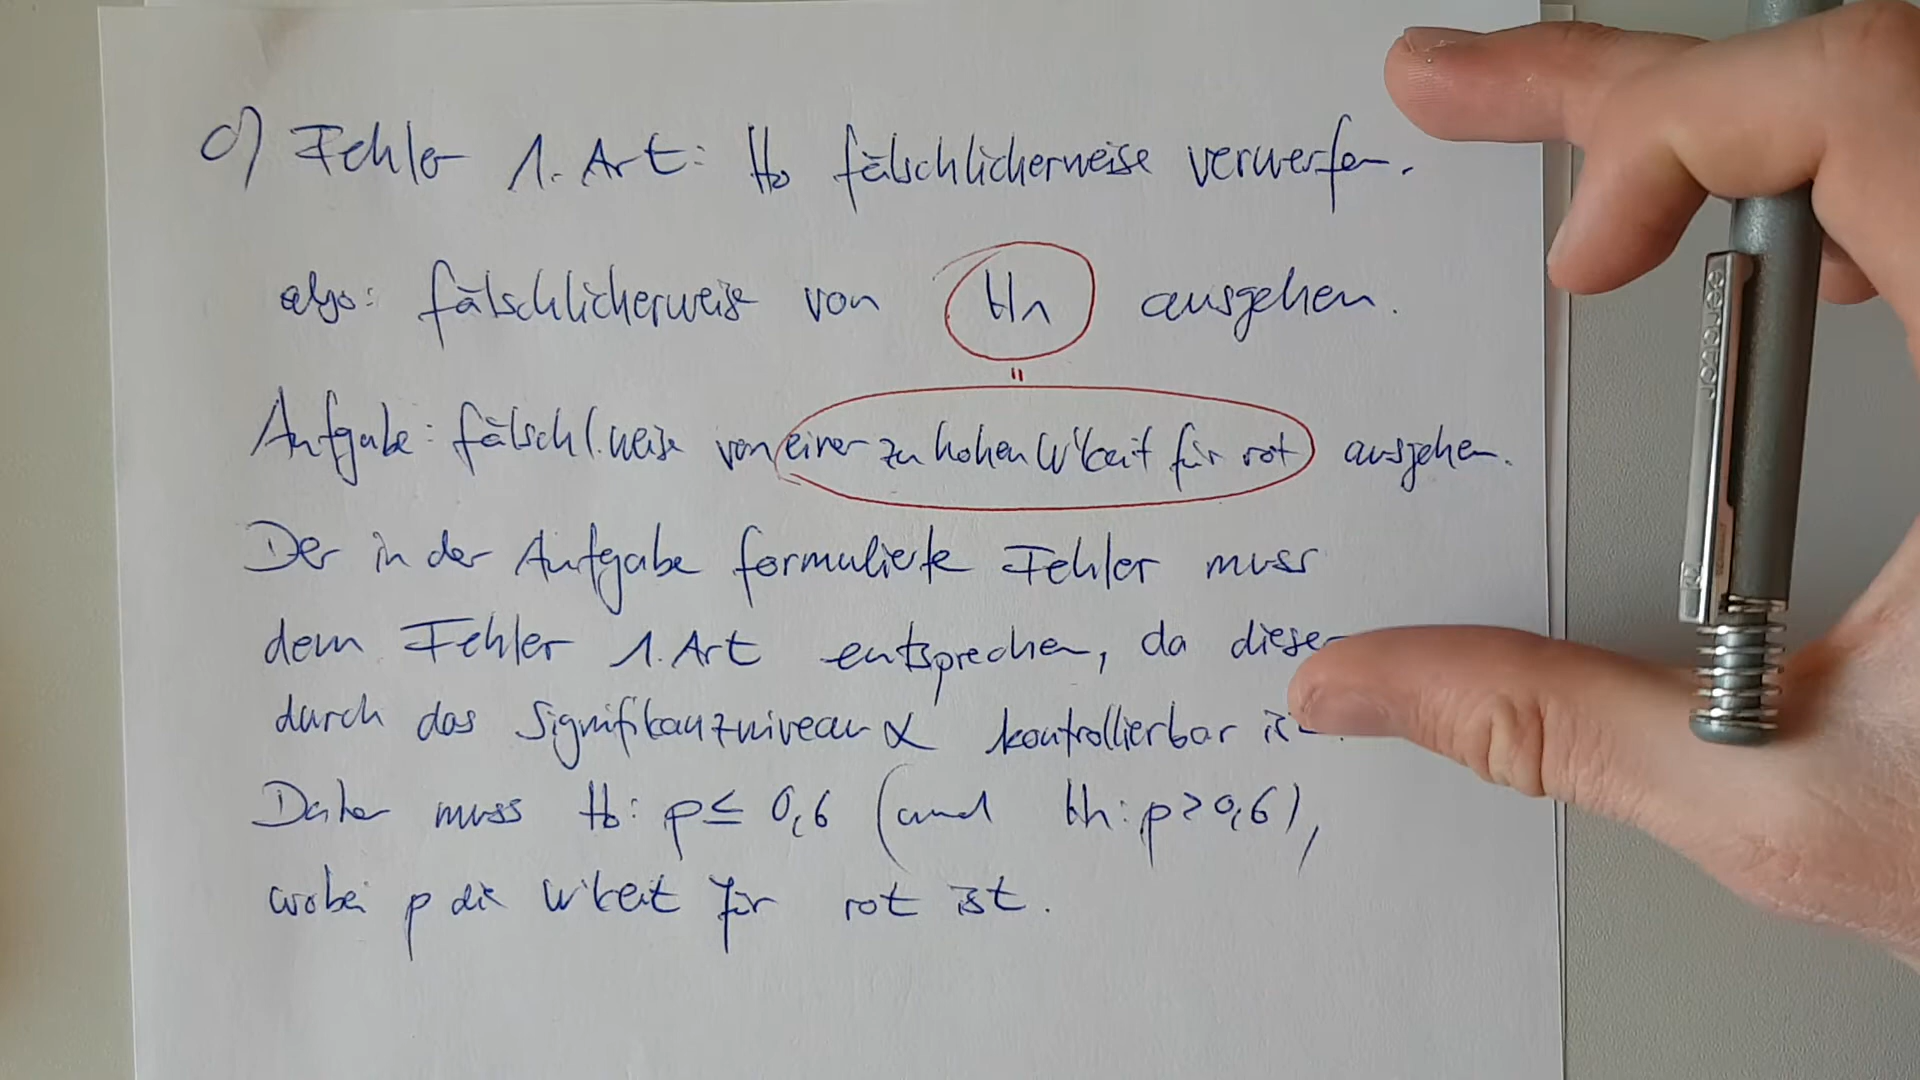 c) Fehler 1. Art: H₀ fälschlicherweise verwerfen.
also: fälschlicherweise von H₁ ausgehen.
"
Aufgabe: fälschl.weise von einer zu hohen W'keit für rot ausgehen.
Der in der Aufgabe formulierte Fehler muss
dem Fehler 1. Art entsprechen, da dieser
durch das Signifikanzniveau α kontrollierbar ist.
Daher muss H₀: p ≤ 0,6 (und H₁: p > 0,6),
wobei p die W'keit für rot ist.